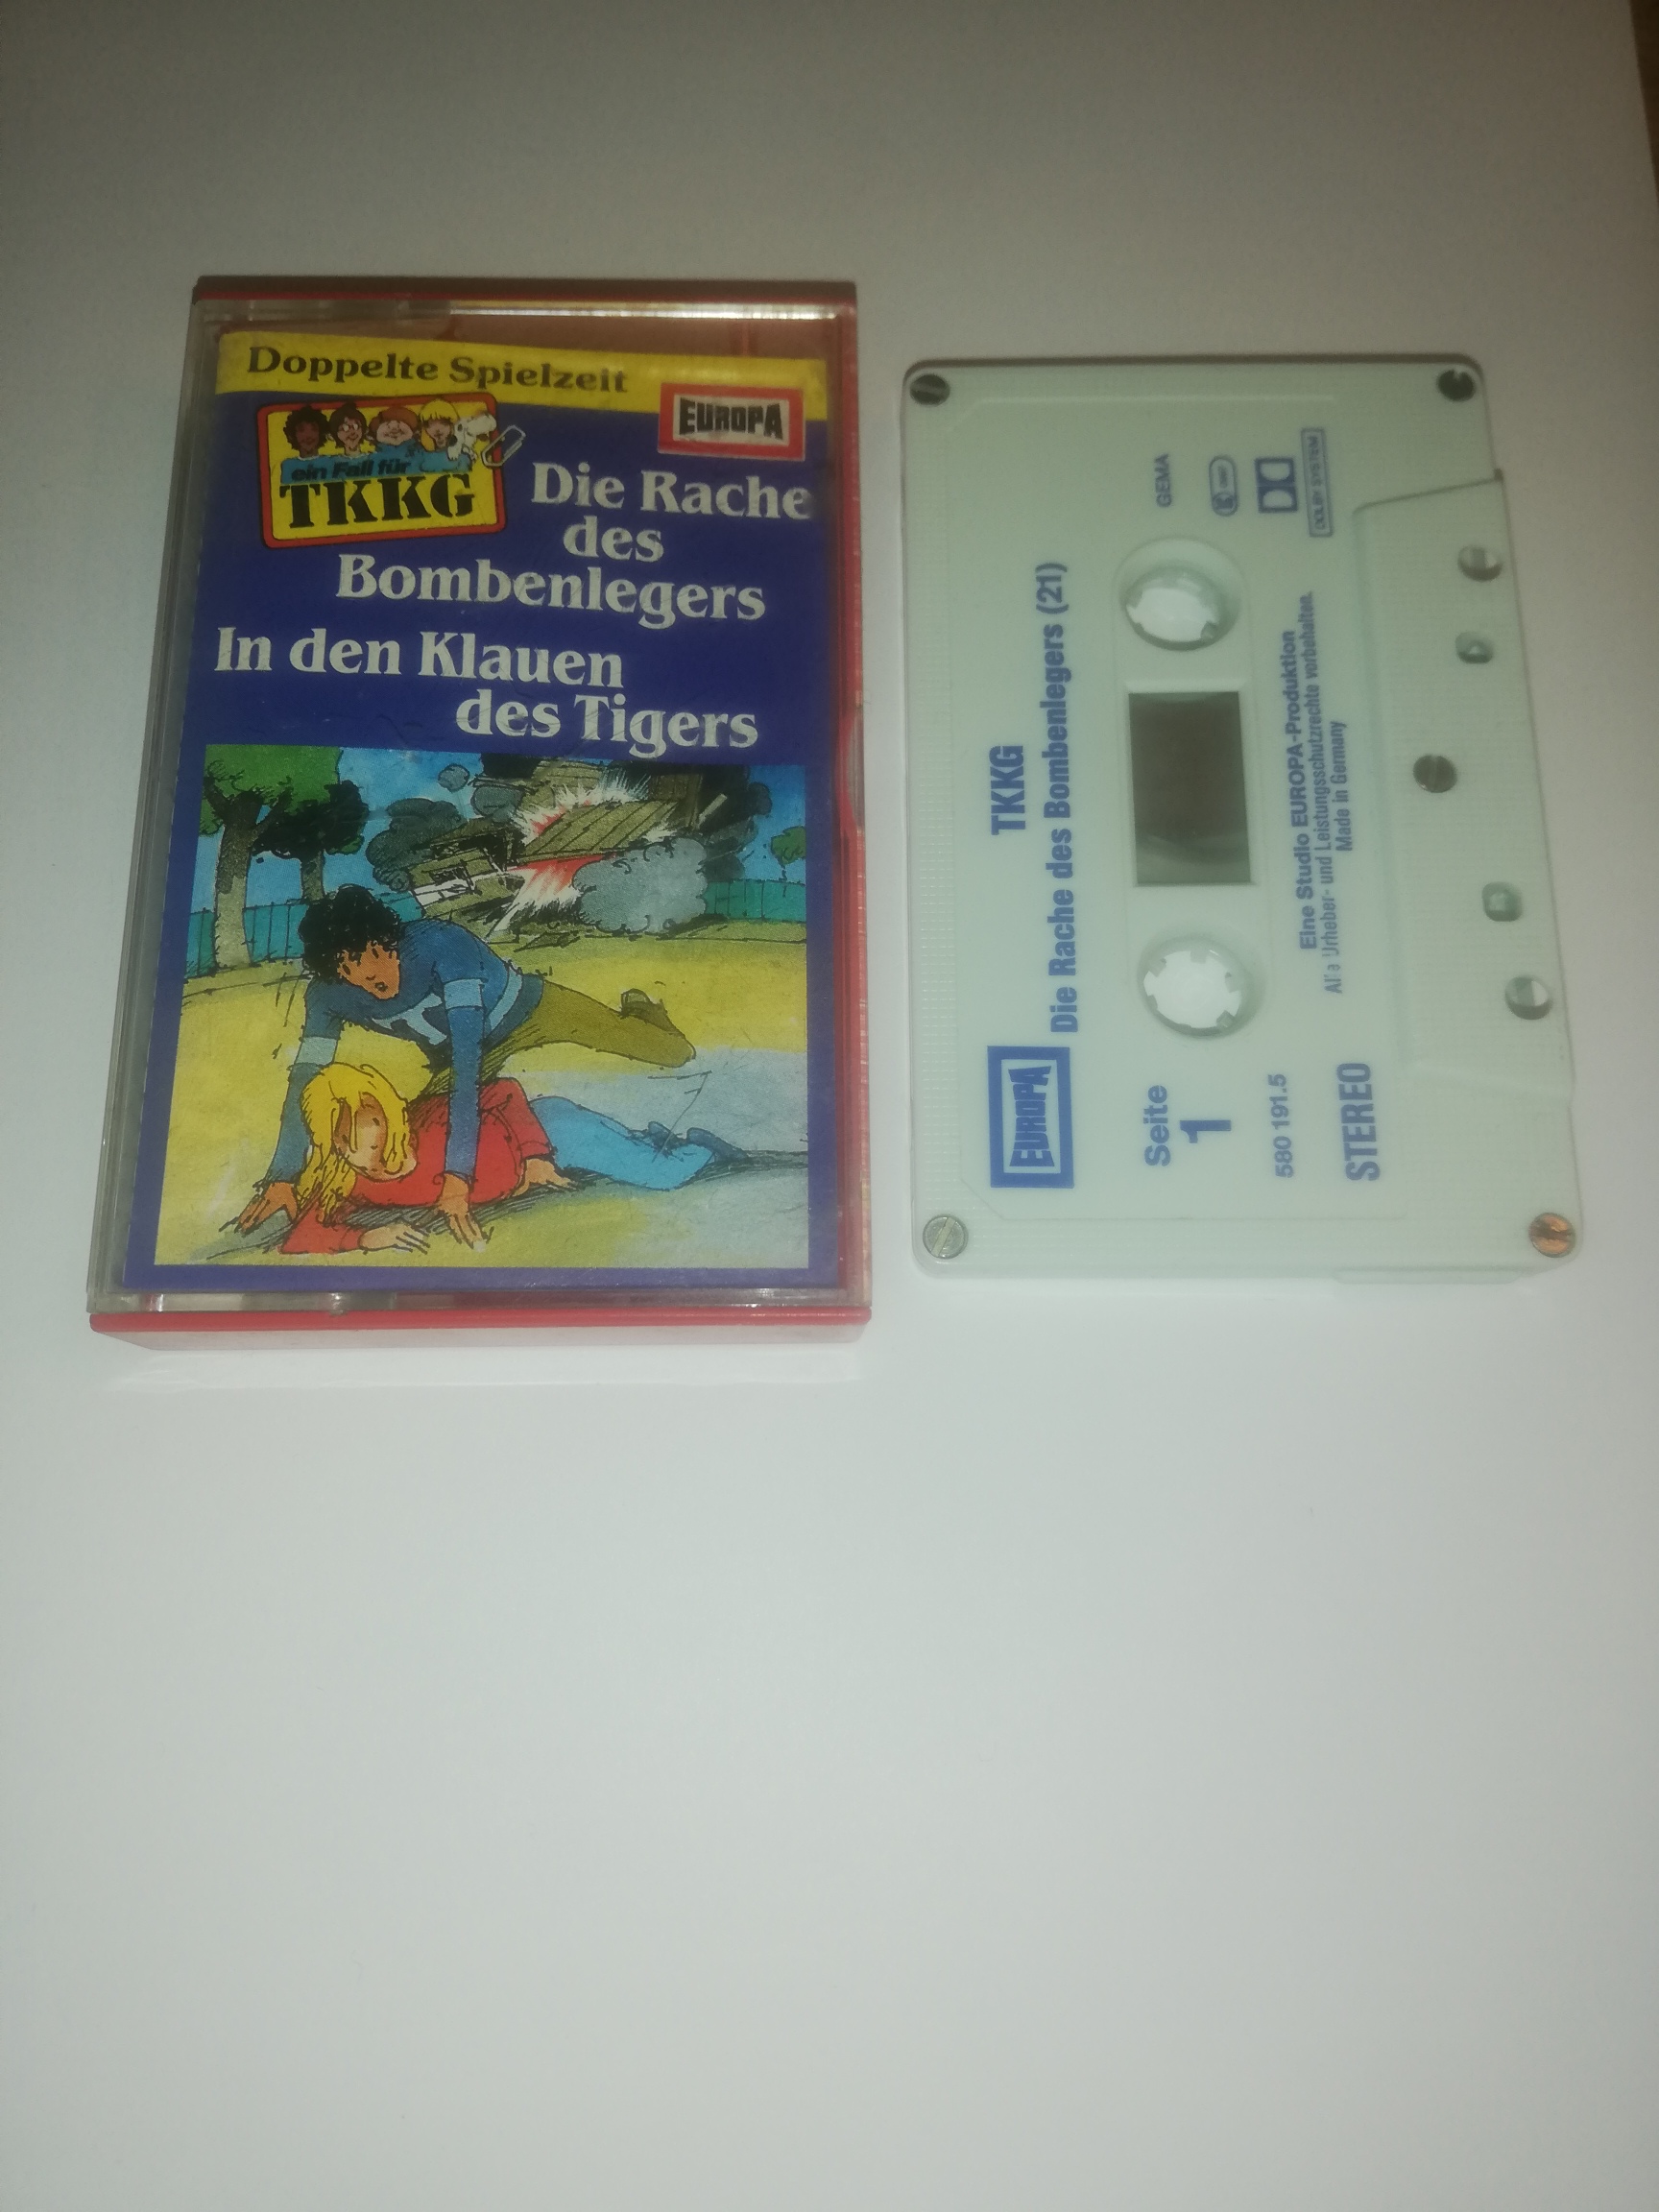 Doppelte Spielzeit
EUROPA
ein Fall für
TKKG
Die Rache
des
Bombenlegers
In den Klauen
des Tigers
EUROPA
TKKG
Die Rache des Bombenlegers (21)
Seite
1
GEMA
580 191.5
DOLBY SYSTEM
Eine Studio EUROPA-Produktion
Alle Urheber- und Leistungsschutzrechte vorbehalten.
Made in Germany
STEREO